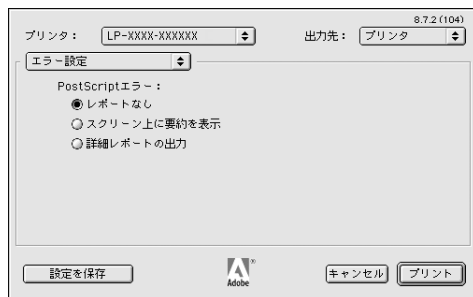 8.7.2 (104)
プリンタ： LP-XXXX-XXXXXX 出力先： プリンタ
エラー設定
PostScriptエラー：
レポートなし
スクリーン上に要約を表示
詳細レポートの出力
設定を保存 Adobe ® キャンセル プリント